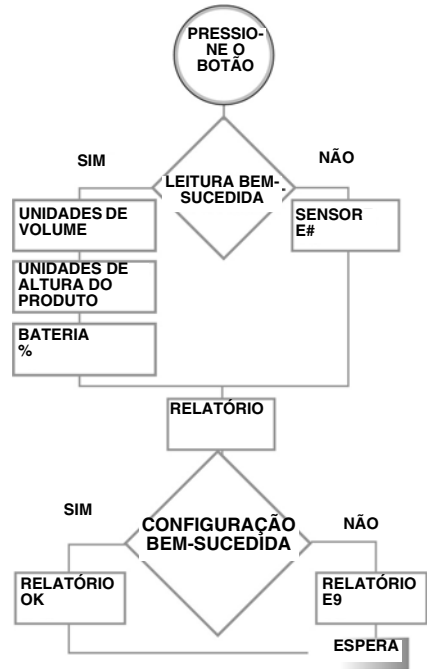 PRESSIO-
NE O
BOTÃO
SIM
NÃO
LEITURA BEM-
SUCEDIDA
UNIDADES DE
VOLUME
SENSOR
E#
UNIDADES DE
ALTURA DO
PRODUTO
BATERIA
%
RELATÓRIO
SIM
NÃO
CONFIGURAÇÃO
BEM-SUCEDIDA
RELATÓRIO
OK
RELATÓRIO
E9
ESPERA